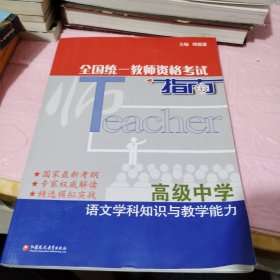 主编
全国统一教师资格考试
指南
Teacher
★国家最新考纲
★专家权威解读
★精选模拟实战
高级中学
语文学科知识与教学能力